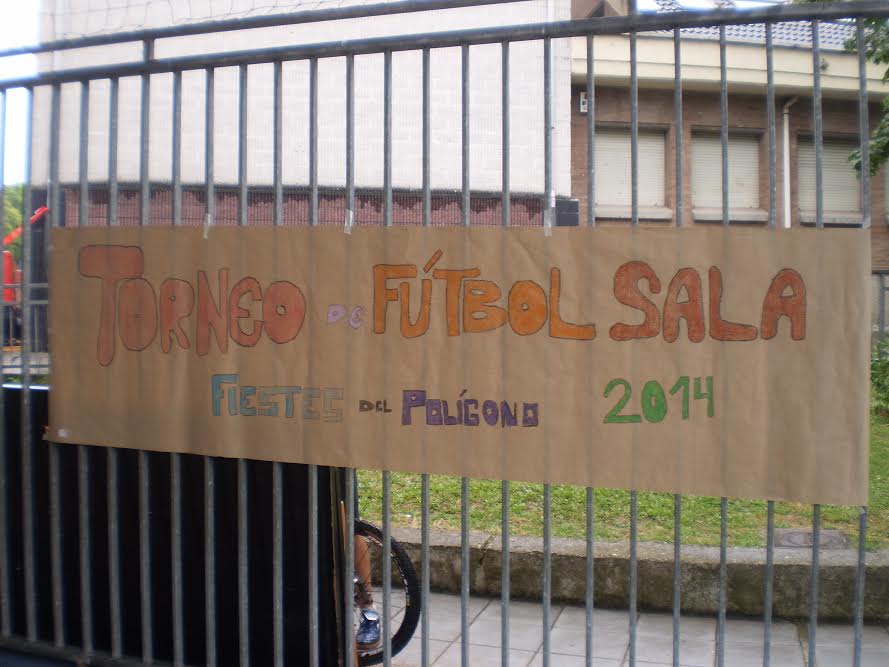 TORNEO DE FÚTBOL SALA
FIESTES DEL POLÍGONO 2014